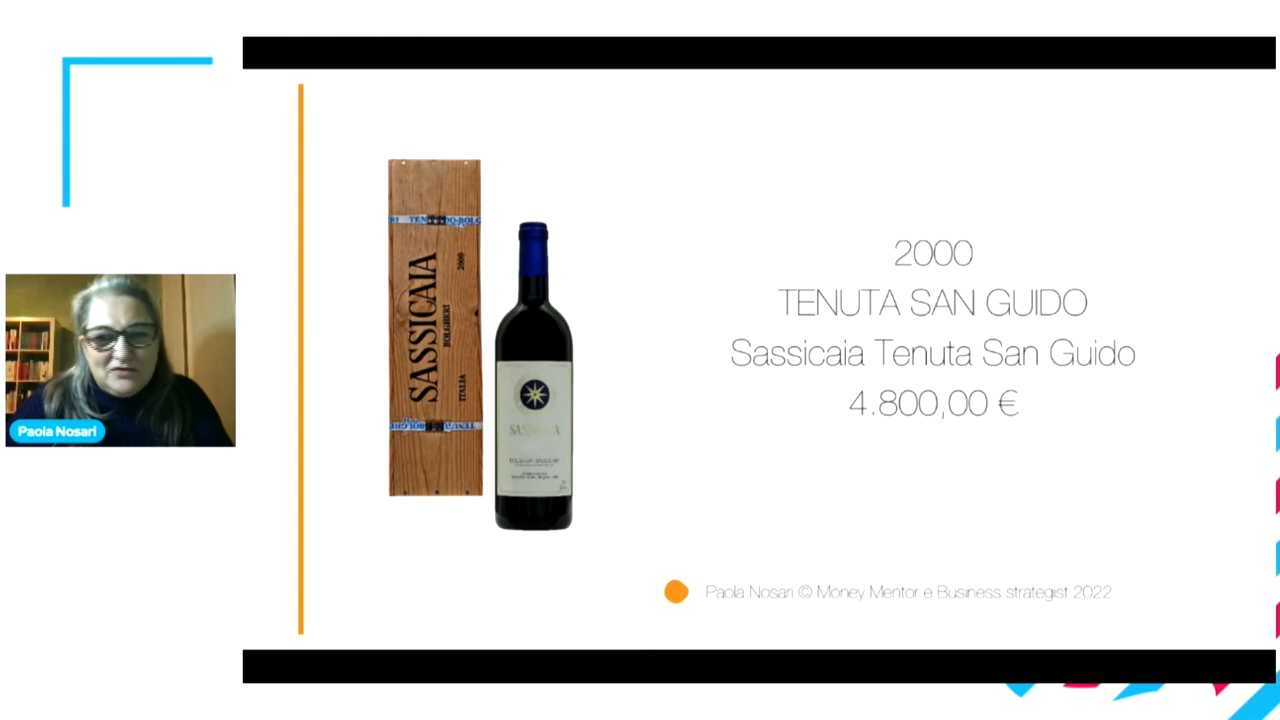 2000
TENUTA SAN GUIDO
Sassicaia Tenuta San Guido
4.800,00 €
SASSICAIA
BOLGHERI
ITALIA
2000
SASSICAIA
Paola Nosari
Paola Nosari © Money Mentor e Business strategist 2022